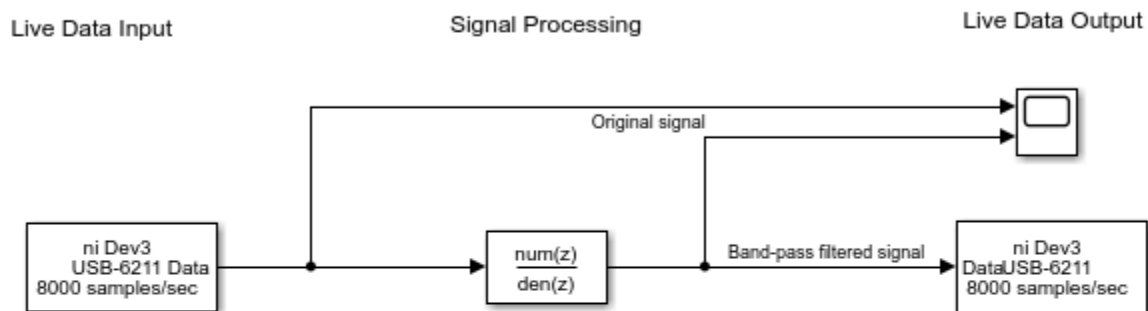 Live Data Input
Signal Processing
Live Data Output
Original signal
ni Dev3
USB-6211 Data
8000 samples/sec
num(z)
den(z)
Band-pass filtered signal
ni Dev3
DataUSB-6211
8000 samples/sec